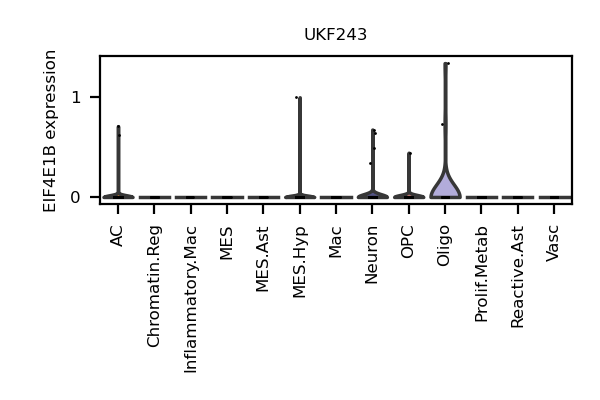 UKF243
EIF4E1B expression
1
0
AC
Chromatin.Reg
Inflammatory.Mac
MES
MES.Ast
MES.Hyp
Mac
Neuron
OPC
Oligo
Prolif.Metab
Reactive.Ast
Vasc